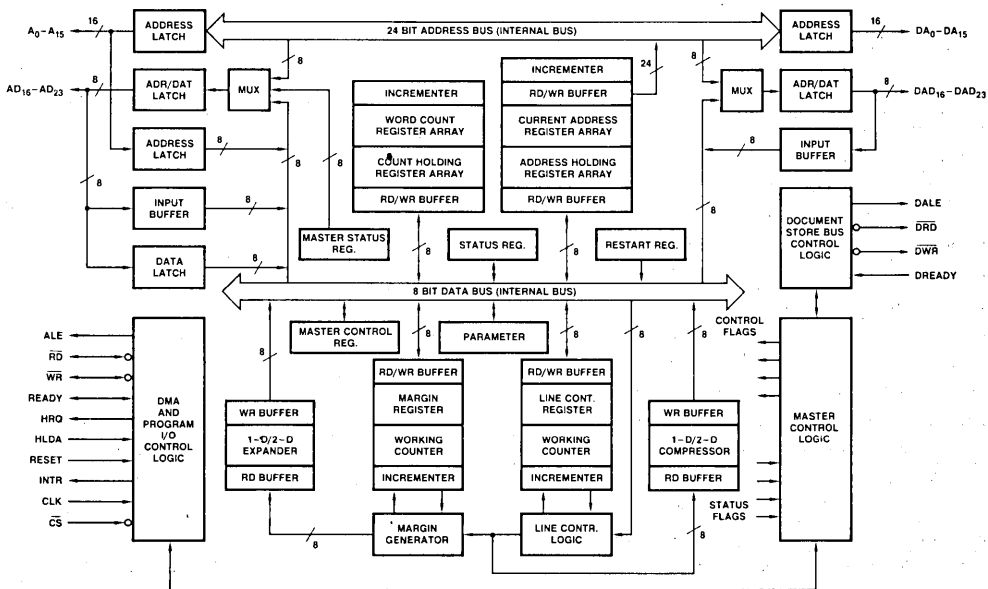 24 BIT ADDRESS BUS (INTERNAL BUS)
A0–A15
16
ADDRESS
LATCH
ADDRESS
LATCH
16
DA0–DA15
AD16–AD23
8
ADR/DAT
LATCH
MUX
8
INCREMENTER
WORD COUNT
REGISTER ARRAY
COUNT HOLDING
REGISTER ARRAY
RD/WR BUFFER
INCREMENTER
RD/WR BUFFER
CURRENT ADDRESS
REGISTER ARRAY
ADDRESS HOLDING
REGISTER ARRAY
RD/WR BUFFER
24
8
MUX
ADR/DAT
LATCH
8
DAD16–DAD23
ADDRESS
LATCH
8
8
8
8
8
INPUT
BUFFER
8
INPUT
BUFFER
8
DATA
LATCH
8
MASTER STATUS
REG.
8
STATUS REG.
8
RESTART REG.
8
DOCUMENT
STORE BUS
CONTROL
LOGIC
DALE
DRD
DWR
DREADY
8 BIT DATA BUS (INTERNAL BUS)
ALE
RD
WR
READY
HRQ
HLDA
RESET
INTR
CLK
CS
DMA
AND
PROGRAM
I/O
CONTROL
LOGIC
8
MASTER CONTROL
REG.
8
PARAMETER
8
8
8
CONTROL
FLAGS
WR BUFFER
1-D/2-D
EXPANDER
RD BUFFER
RD/WR BUFFER
MARGIN
REGISTER
WORKING
COUNTER
INCREMENTER
RD/WR BUFFER
LINE CONT.
REGISTER
WORKING
COUNTER
INCREMENTER
WR BUFFER
1-D/2-D
COMPRESSOR
RD BUFFER
MASTER
CONTROL
LOGIC
STATUS
FLAGS
8
MARGIN
GENERATOR
LINE CONTR.
LOGIC
8